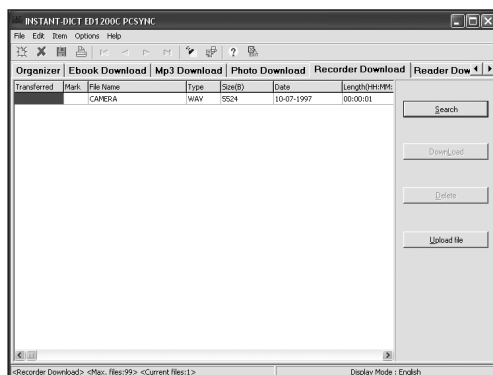 INSTANT-DICT ED1200C PCSYNC
File Edit Item Options Help
Organizer Ebook Download Mp3 Download Photo Download Recorder Download Reader Dow
Transferred Mark File Name Type Size(B) Date Length(HH:MM:
CAMERA WAV 5524 10-07-1997 00:00:01
Search
DownLoad
Delete
Upload file
<Recorder Download> <Max. files:99> <Current files:1> Display Mode : English